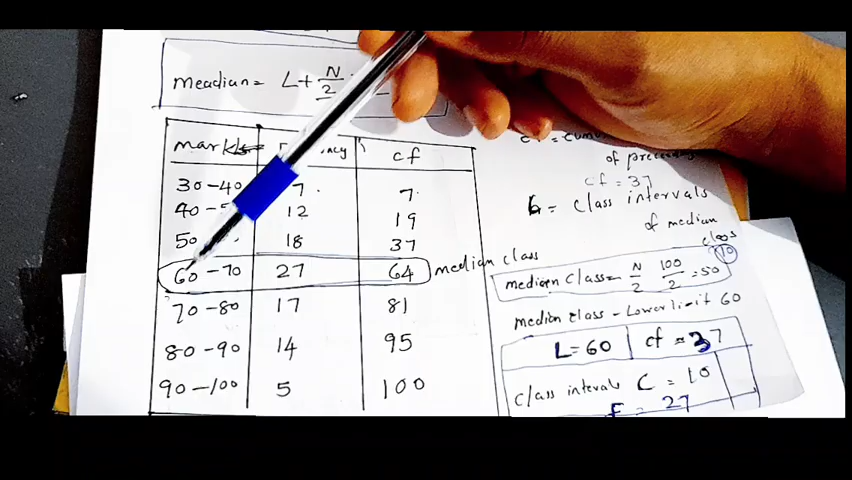 meadian= L+ N/2
marks cy cf
30-40 7 7
40- 12 19
50 18 37
60-70 27 64 median class
70-80 17 81
80-90 14 95
90-100 5 100
of preceding
cf = 37
= class intervals
of median
class
10
median class= N/2 100/2 =50
median class - Lower limit 60
L=60 cf = 37
class intervals C = 10
F = 27